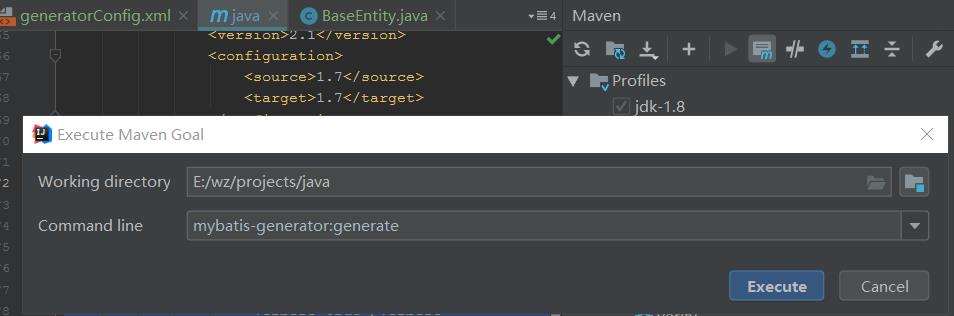 generatorConfig.xml
java
BaseEntity.java
4
Maven
<version>2.1</version>
<configuration>
<source>1.7</source>
<target>1.7</target>
Profiles
jdk-1.8
Execute Maven Goal
Working directory
E:/wz/projects/java
Command line
mybatis-generator:generate
Execute
Cancel